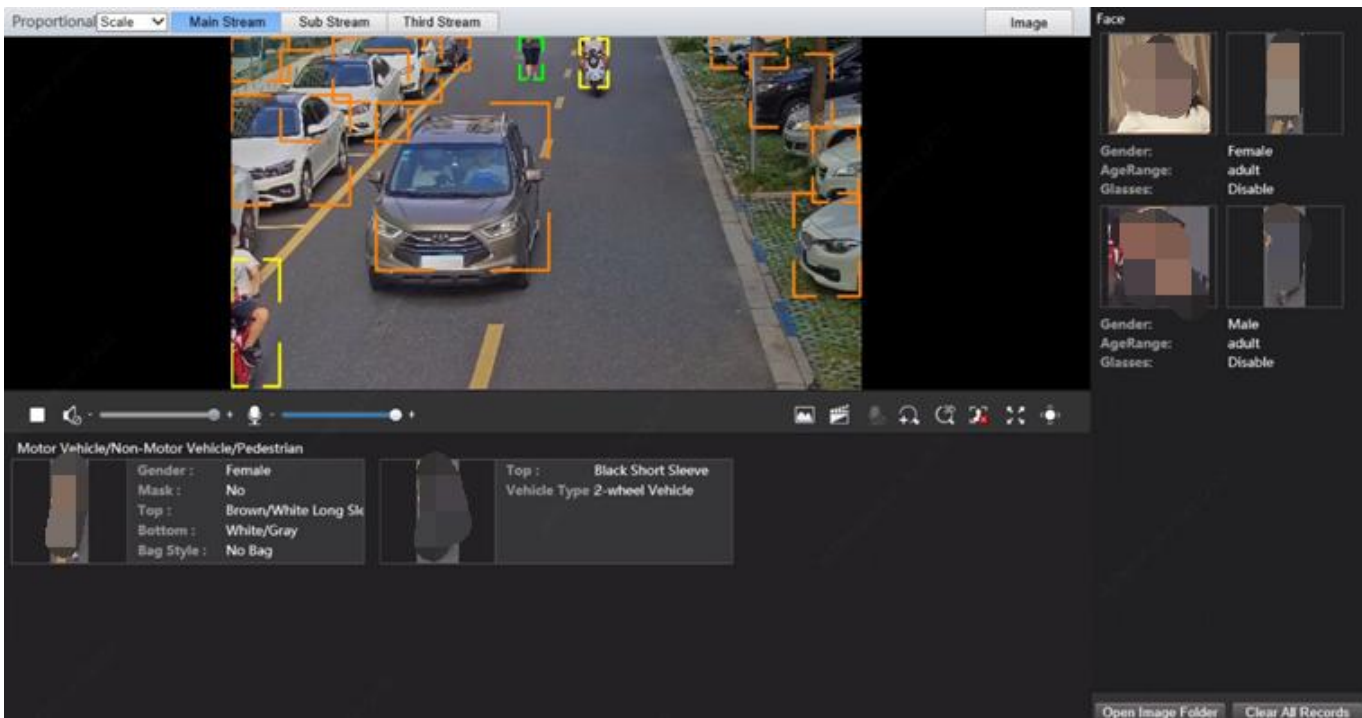 Proportional Scale Main Stream Sub Stream Third Stream Image
Face
Gender: Female
AgeRange: adult
Glasses: Disable
Gender: Male
AgeRange: adult
Glasses: Disable
Motor Vehicle/Non-Motor Vehicle/Pedestrian
Gender : Female
Mask : No
Top : Brown/White Long Sle
Bottom : White/Gray
Bag Style : No Bag
Top : Black Short Sleeve
Vehicle Type 2-wheel Vehicle
Open Image Folder Clear All Records